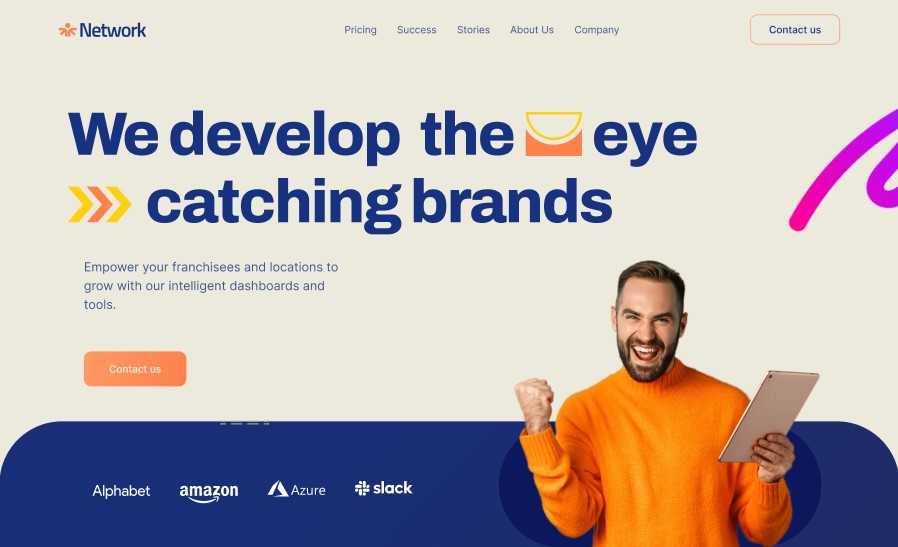 Network
Pricing Success Stories About Us Company
Contact us
We develop the eye
catching brands
Empower your franchisees and locations to
grow with our intelligent dashboards and
tools.
Contact us
Alphabet amazon Azure slack